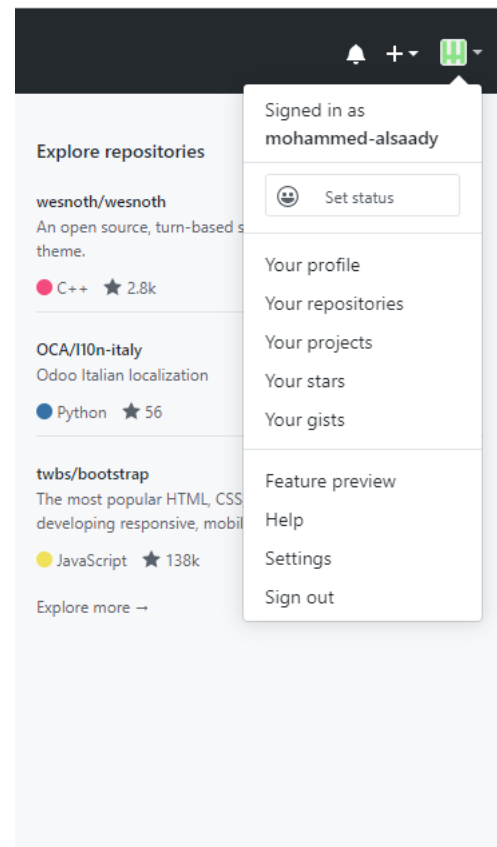 Explore repositories
wesnoth/wesnoth
An open source, turn-based
theme.
C++ 2.8k
OCA/l10n-italy
Odoo Italian localization
Python 56
twbs/bootstrap
The most popular HTML, CSS
developing responsive,
JavaScript 138k
Explore more →
Signed in as
mohammed-alsaady
Set status
Your profile
Your repositories
Your projects
Your stars
Your gists
Feature preview
Help
Settings
Sign out